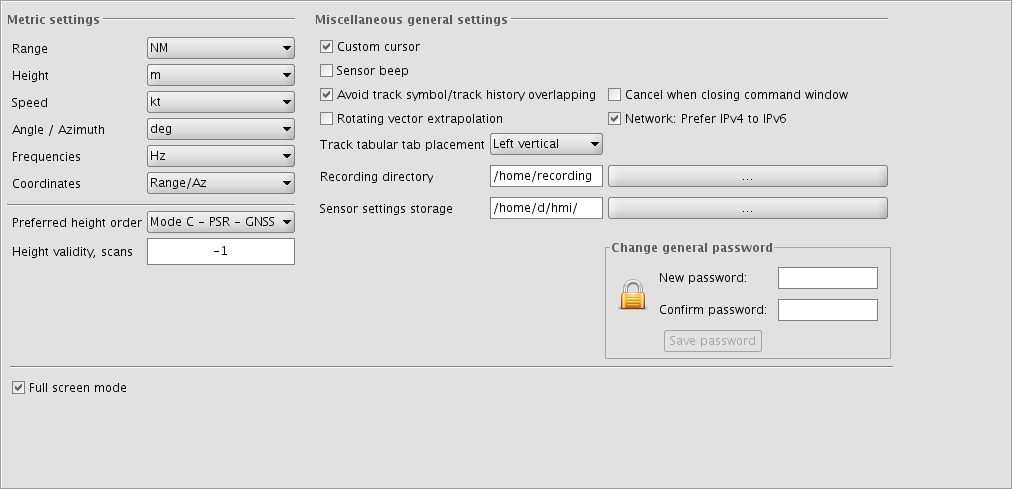 Metric settings
Range NM
Height m
Speed kt
Angle / Azimuth deg
Frequencies Hz
Coordinates Range/Az
Preferred height order Mode C - PSR - GNSS
Height validity, scans -1
Miscellaneous general settings
Custom cursor
Sensor beep
Avoid track symbol/track history overlapping Cancel when closing command window
Rotating vector extrapolation Network: Prefer IPv4 to IPv6
Track tabular tab placement Left vertical
Recording directory /home/recording ...
Sensor settings storage /home/d/hmi/ ...
Change general password
New password:
Confirm password:
Save password
Full screen mode